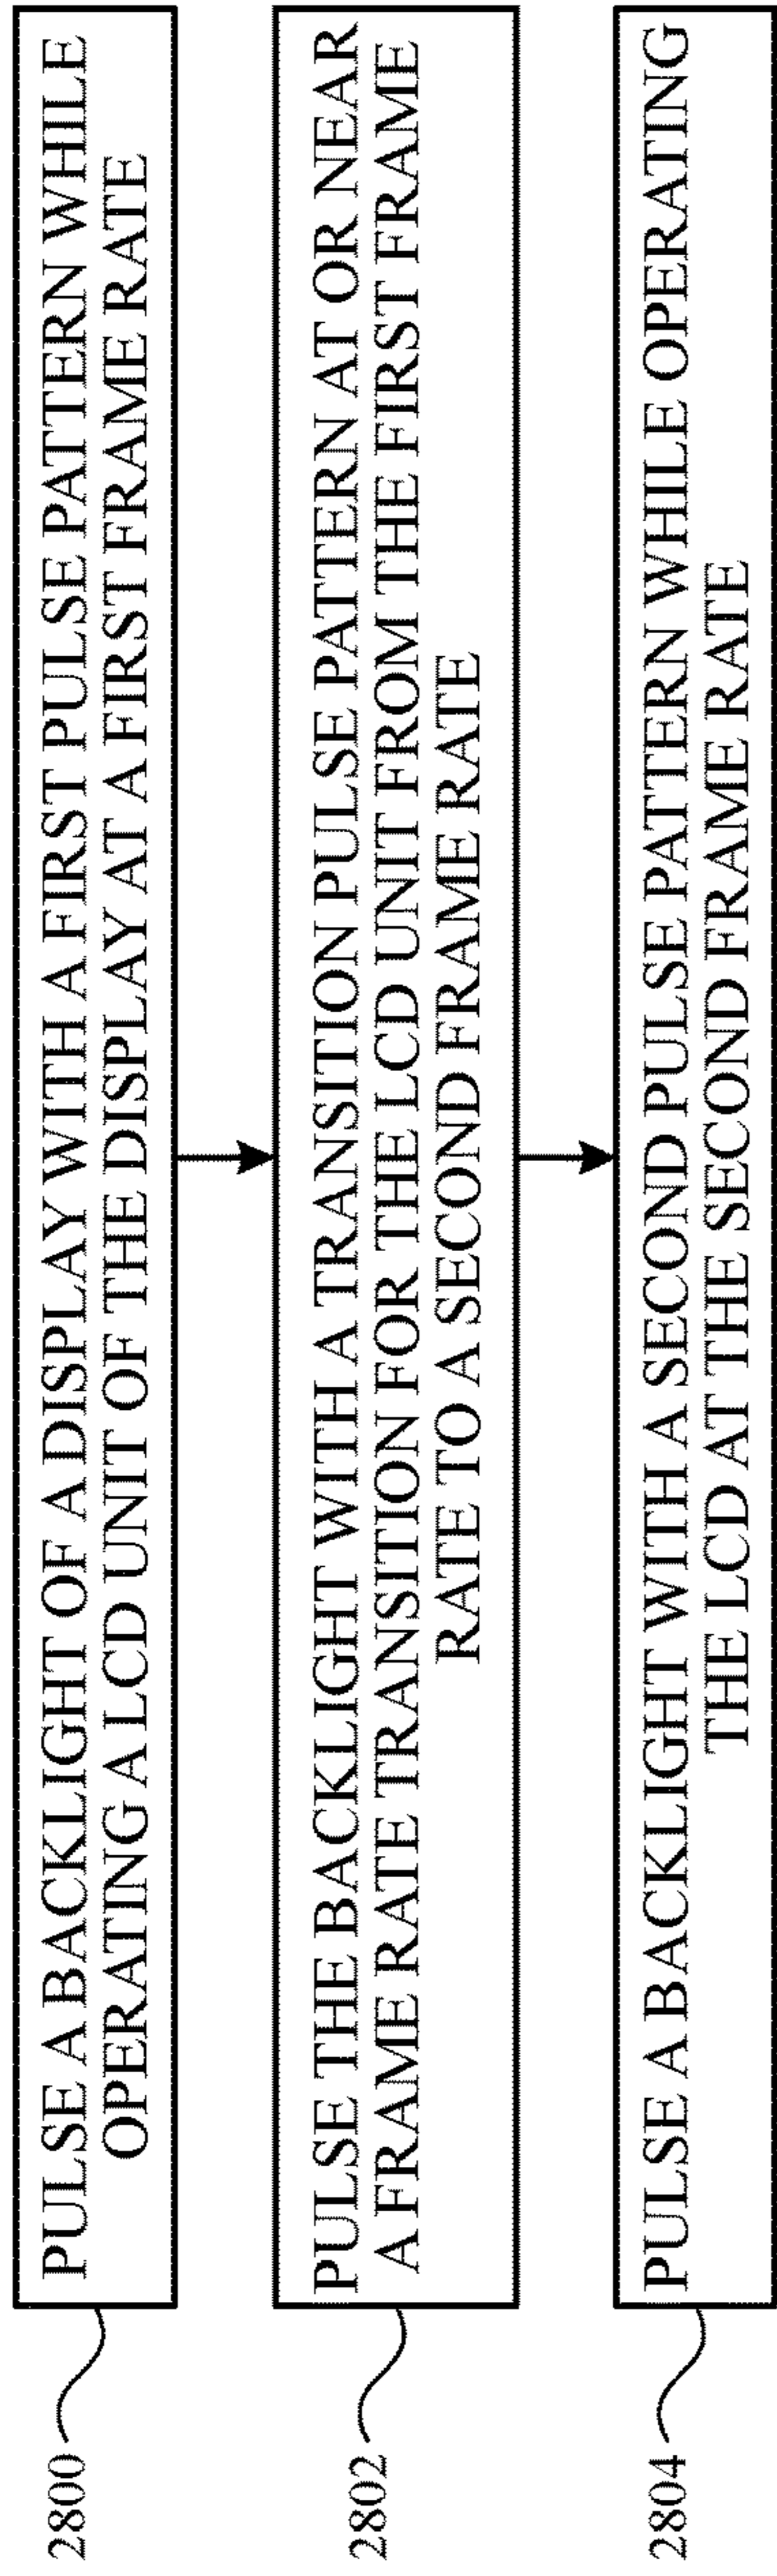 2800
PULSE A BACKLIGHT OF A DISPLAY WITH A FIRST PULSE PATTERN WHILE
OPERATING A LCD UNIT OF THE DISPLAY AT A FIRST FRAME RATE
2802
PULSE THE BACKLIGHT WITH A TRANSITION PULSE PATTERN AT OR NEAR
A FRAME RATE TRANSITION FOR THE LCD UNIT FROM THE FIRST FRAME
RATE TO A SECOND FRAME RATE
2804
PULSE A BACKLIGHT WITH A SECOND PULSE PATTERN WHILE OPERATING
THE LCD AT THE SECOND FRAME RATE